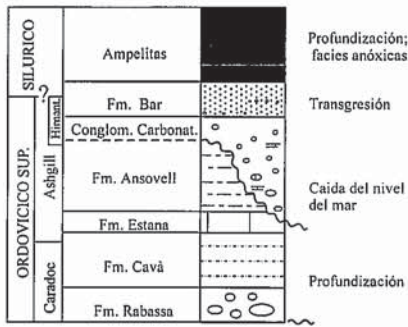 SILURICO
Ampelitas
Profundización;
facies anóxicas
?
ORDOVICICO SUP.
Ashgill
Himant.
Fm. Bar
Transgresión
Conglom. Carbonat.
Fm. Ansovell
Caida del nivel
del mar
Fm. Estana
Caradoc
Fm. Cavà
Profundización
Fm. Rabassa